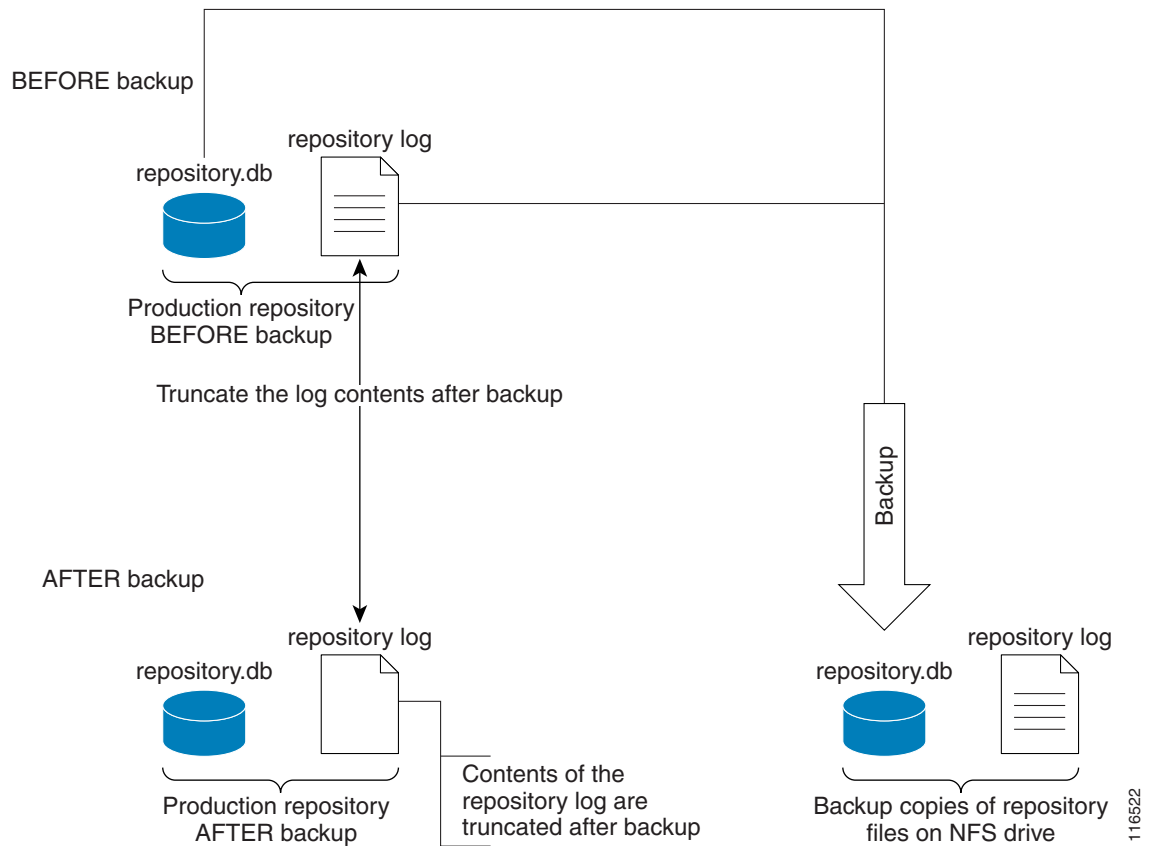 BEFORE backup
repository log
repository.db
Production repository
BEFORE backup
Truncate the log contents after backup
Backup
AFTER backup
repository log
repository.db
Production repository
AFTER backup
Contents of the
repository log are
truncated after backup
repository log
repository.db
Backup copies of repository
files on NFS drive
116522